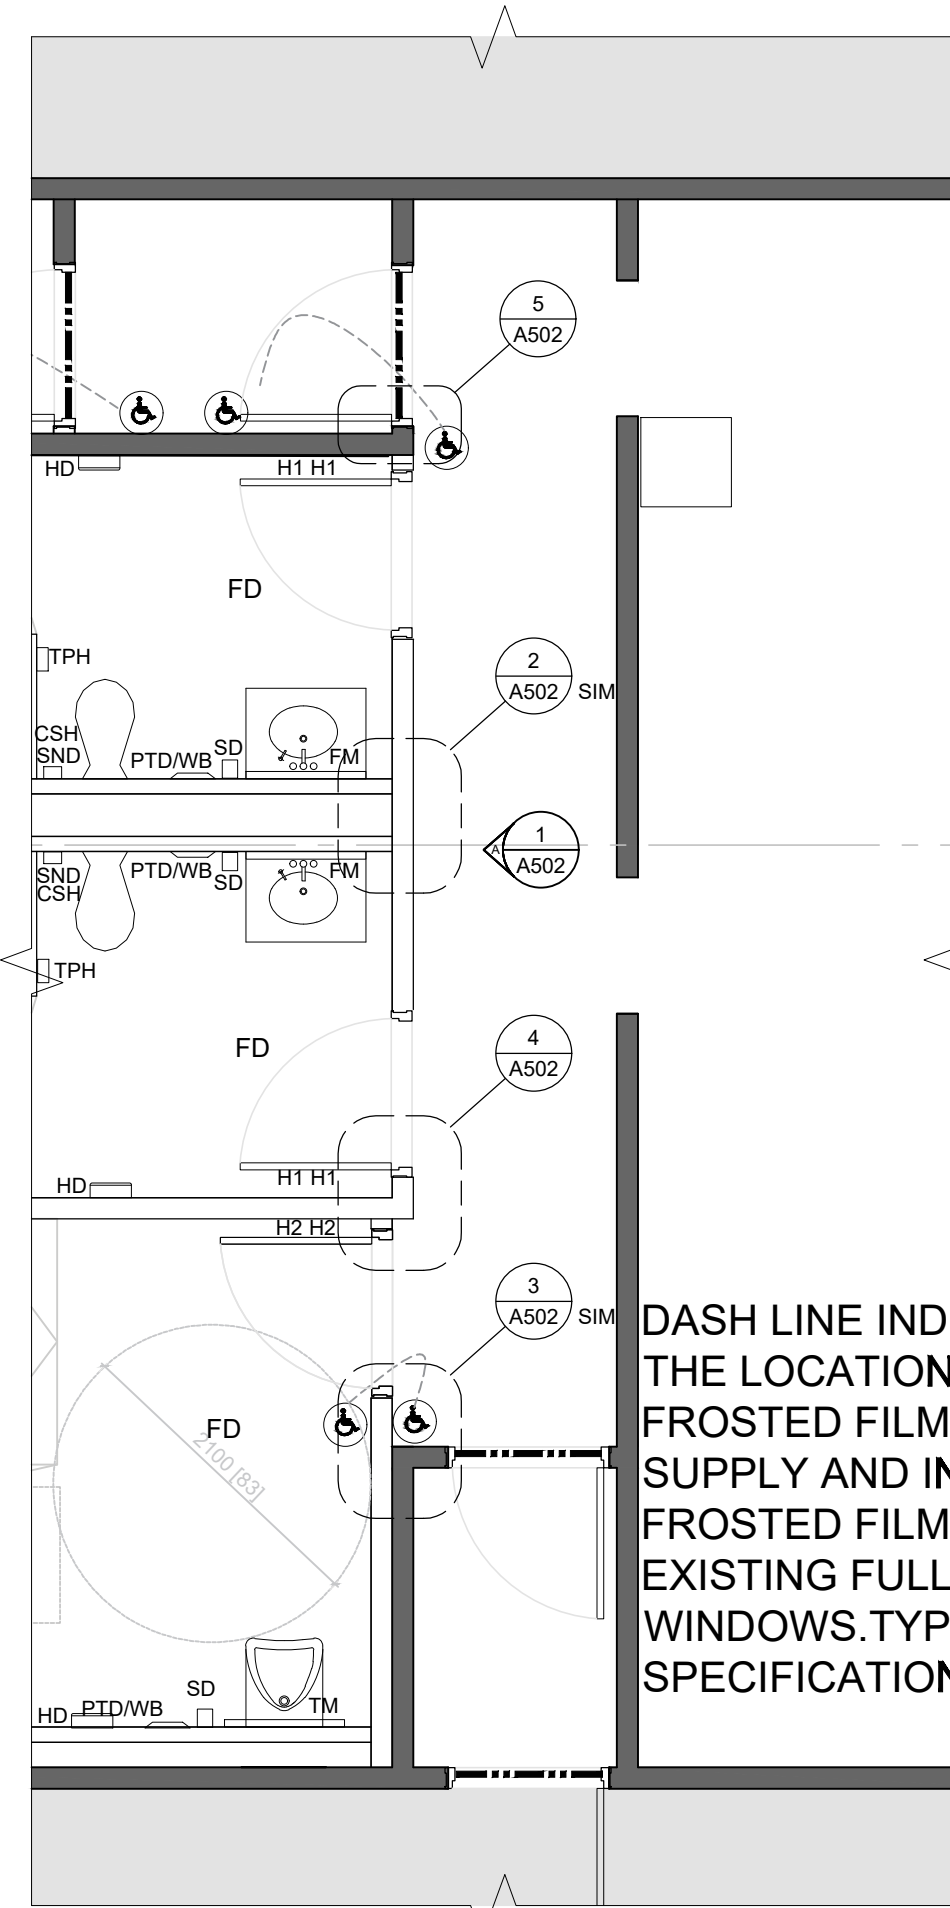 5
A502
HD
H1 H1
FD
TPH
2
A502 SIM
CSH
SND
PTD/WB
SD
FM
1
A
A502
SND
CSH
PTD/WB
SD
FM
TPH
FD
4
A502
H1 H1
HD
H2 H2
3
A502 SIM
FD
2100 [83]
DASH LINE IND
THE LOCATION
FROSTED FILM
SUPPLY AND IN
FROSTED FILM
EXISTING FULL
WINDOWS.TYP
SPECIFICATION
HD
PTD/WB
SD
TM